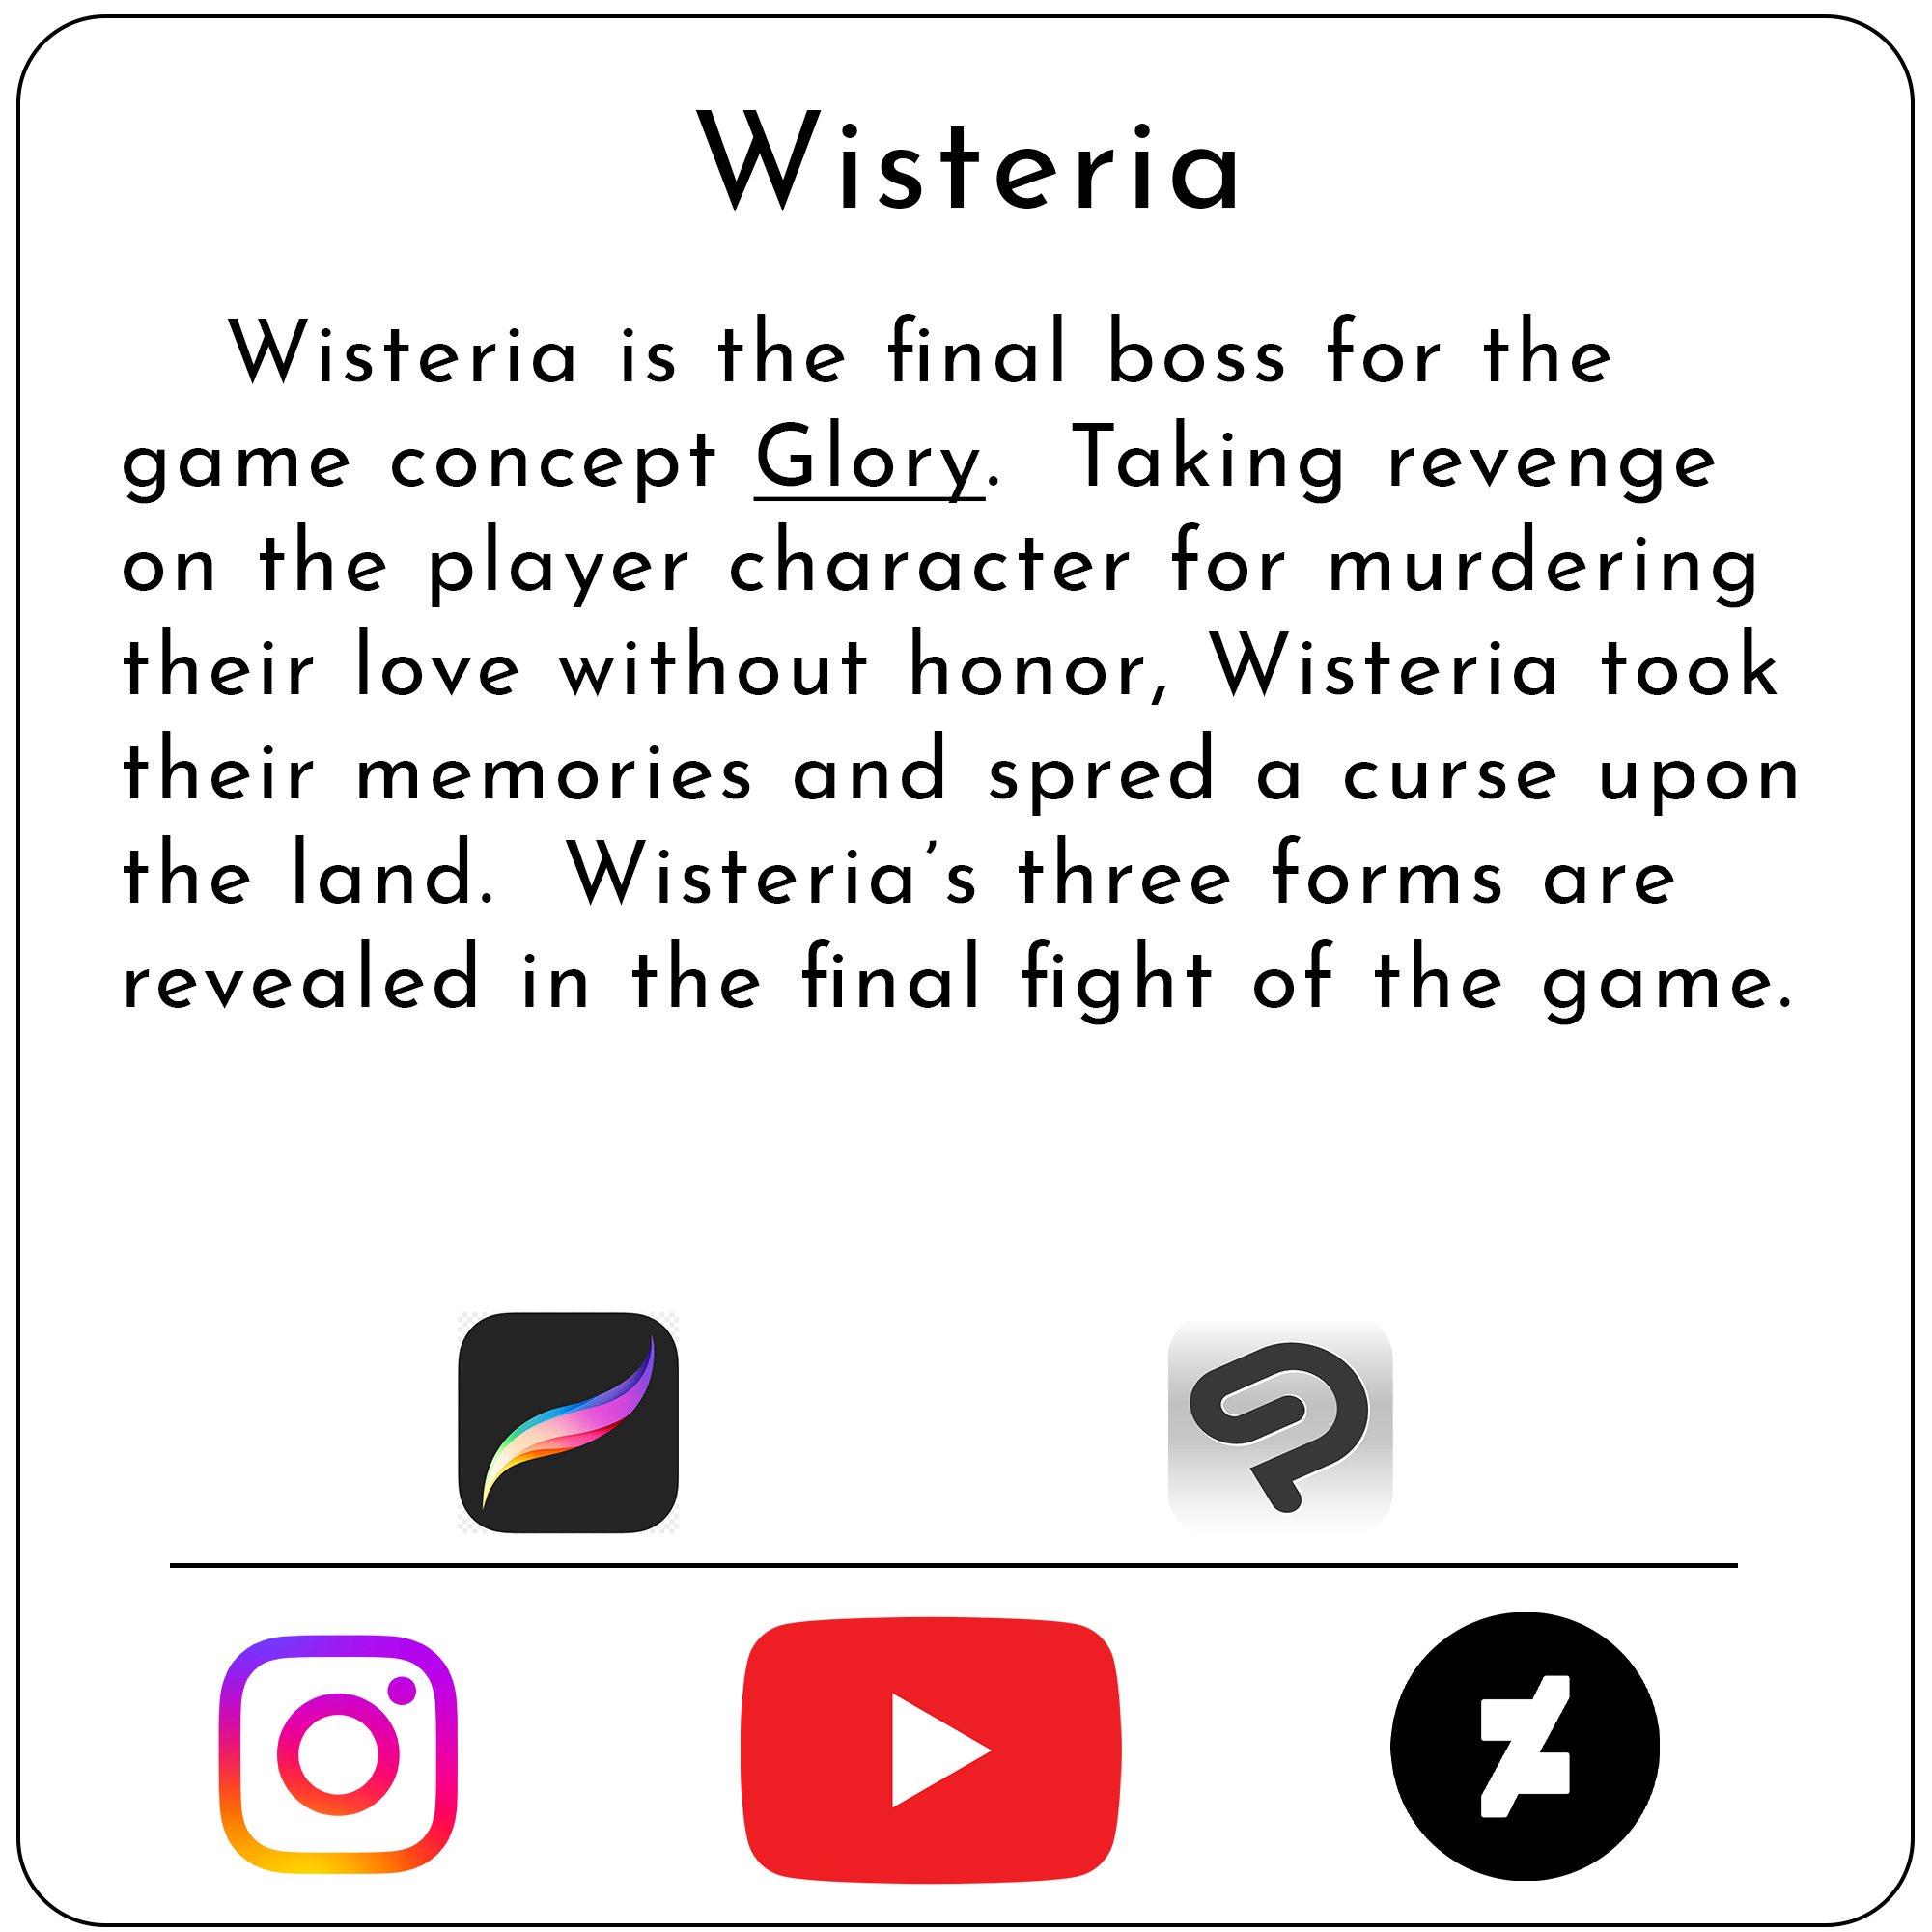 Wisteria
Wisteria is the final boss for the
game concept Glory.  Taking revenge
on the player character for murdering
their love without honor, Wisteria took
their memories and spred a curse upon
the land.  Wisteria's three forms are
revealed in the final fight of the game.